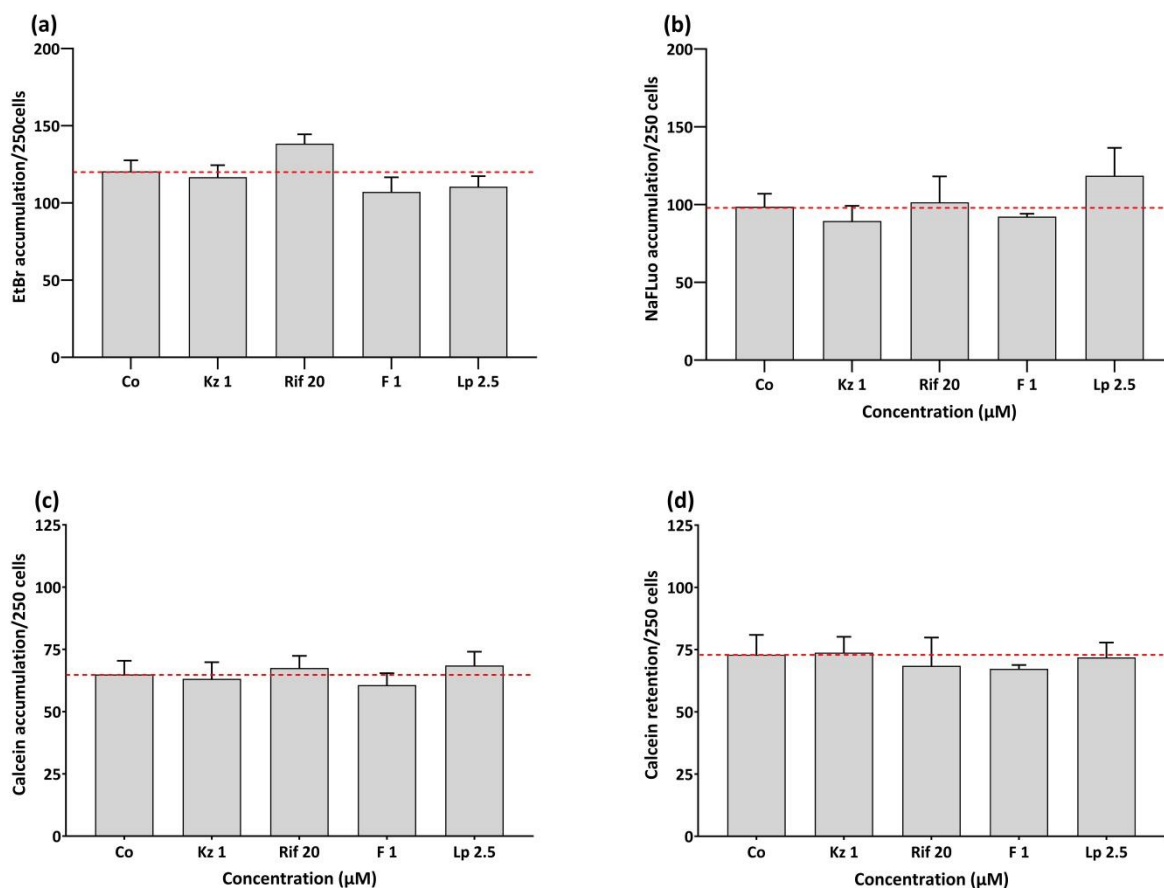 (a)
EtBr accumulation/250cells
200
150
100
50
0
Co Kz 1 Rif 20 F 1 Lp 2.5
(b)
NaFLuo accumulation/250 cells
200
150
100
50
0
Co Kz 1 Rif 20 F 1 Lp 2.5
Concentration (µM)
(c)
Calcein accumulation/250 cells
125
100
75
50
25
0
Co Kz 1 Rif 20 F 1 Lp 2.5
Concentration (µM)
(d)
Calcein retention/250 cells
125
100
75
50
25
0
Co Kz 1 Rif 20 F 1 Lp 2.5
Concentration (µM)